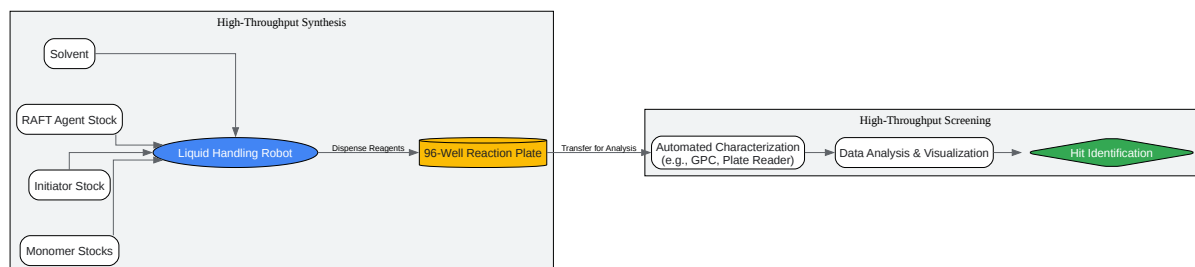 High-Throughput Synthesis
Solvent
RAFT Agent Stock
Liquid Handling Robot
Dispense Reagents
96-Well Reaction Plate
Transfer for Analysis
Initiator Stock
Monomer Stocks
High-Throughput Screening
Automated Characterization
(e.g., GPC, Plate Reader)
Data Analysis & Visualization
Hit Identification